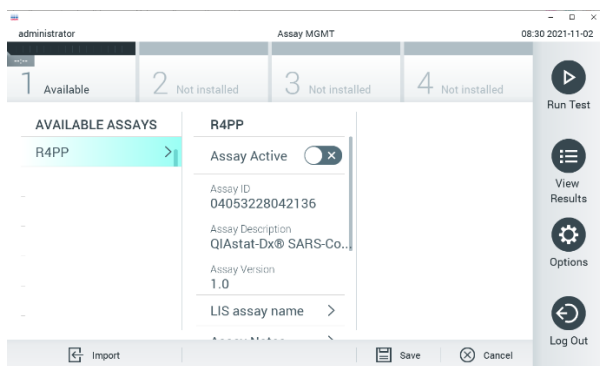 administrator Assay MGMT 08:30 2021-11-02
1 Available 2 Not installed 3 Not installed 4 Not installed
Run Test
AVAILABLE ASSAYS R4PP
R4PP Assay Active
Assay ID
04053228042136
View
Results
Assay Description
QIAstat-Dx® SARS-Co...
Options
Assay Version
1.0
LIS assay name
Assay Notes
Log Out
Import Save Cancel